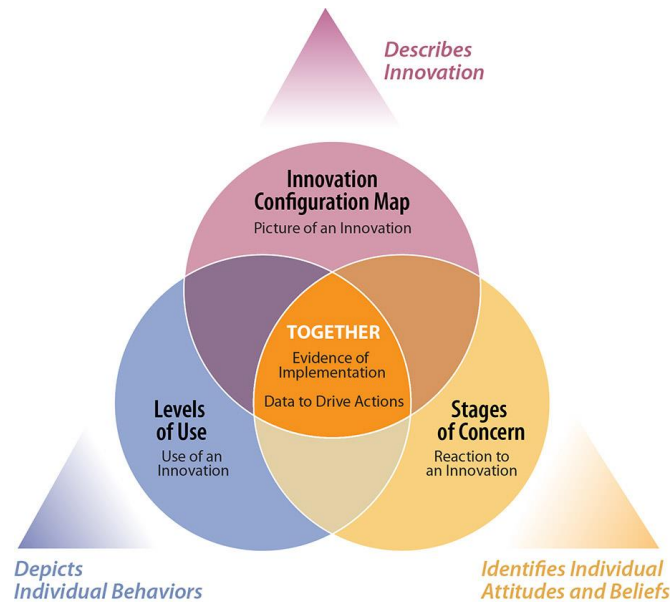 Describes
Innovation
Innovation
Configuration Map
Picture of an Innovation
TOGETHER
Evidence of
Implementation
Data to Drive Actions
Levels
of Use
Use of an
Innovation
Stages
of Concern
Reaction to
an Innovation
Depicts
Individual Behaviors
Identifies Individual
Attitudes and Beliefs